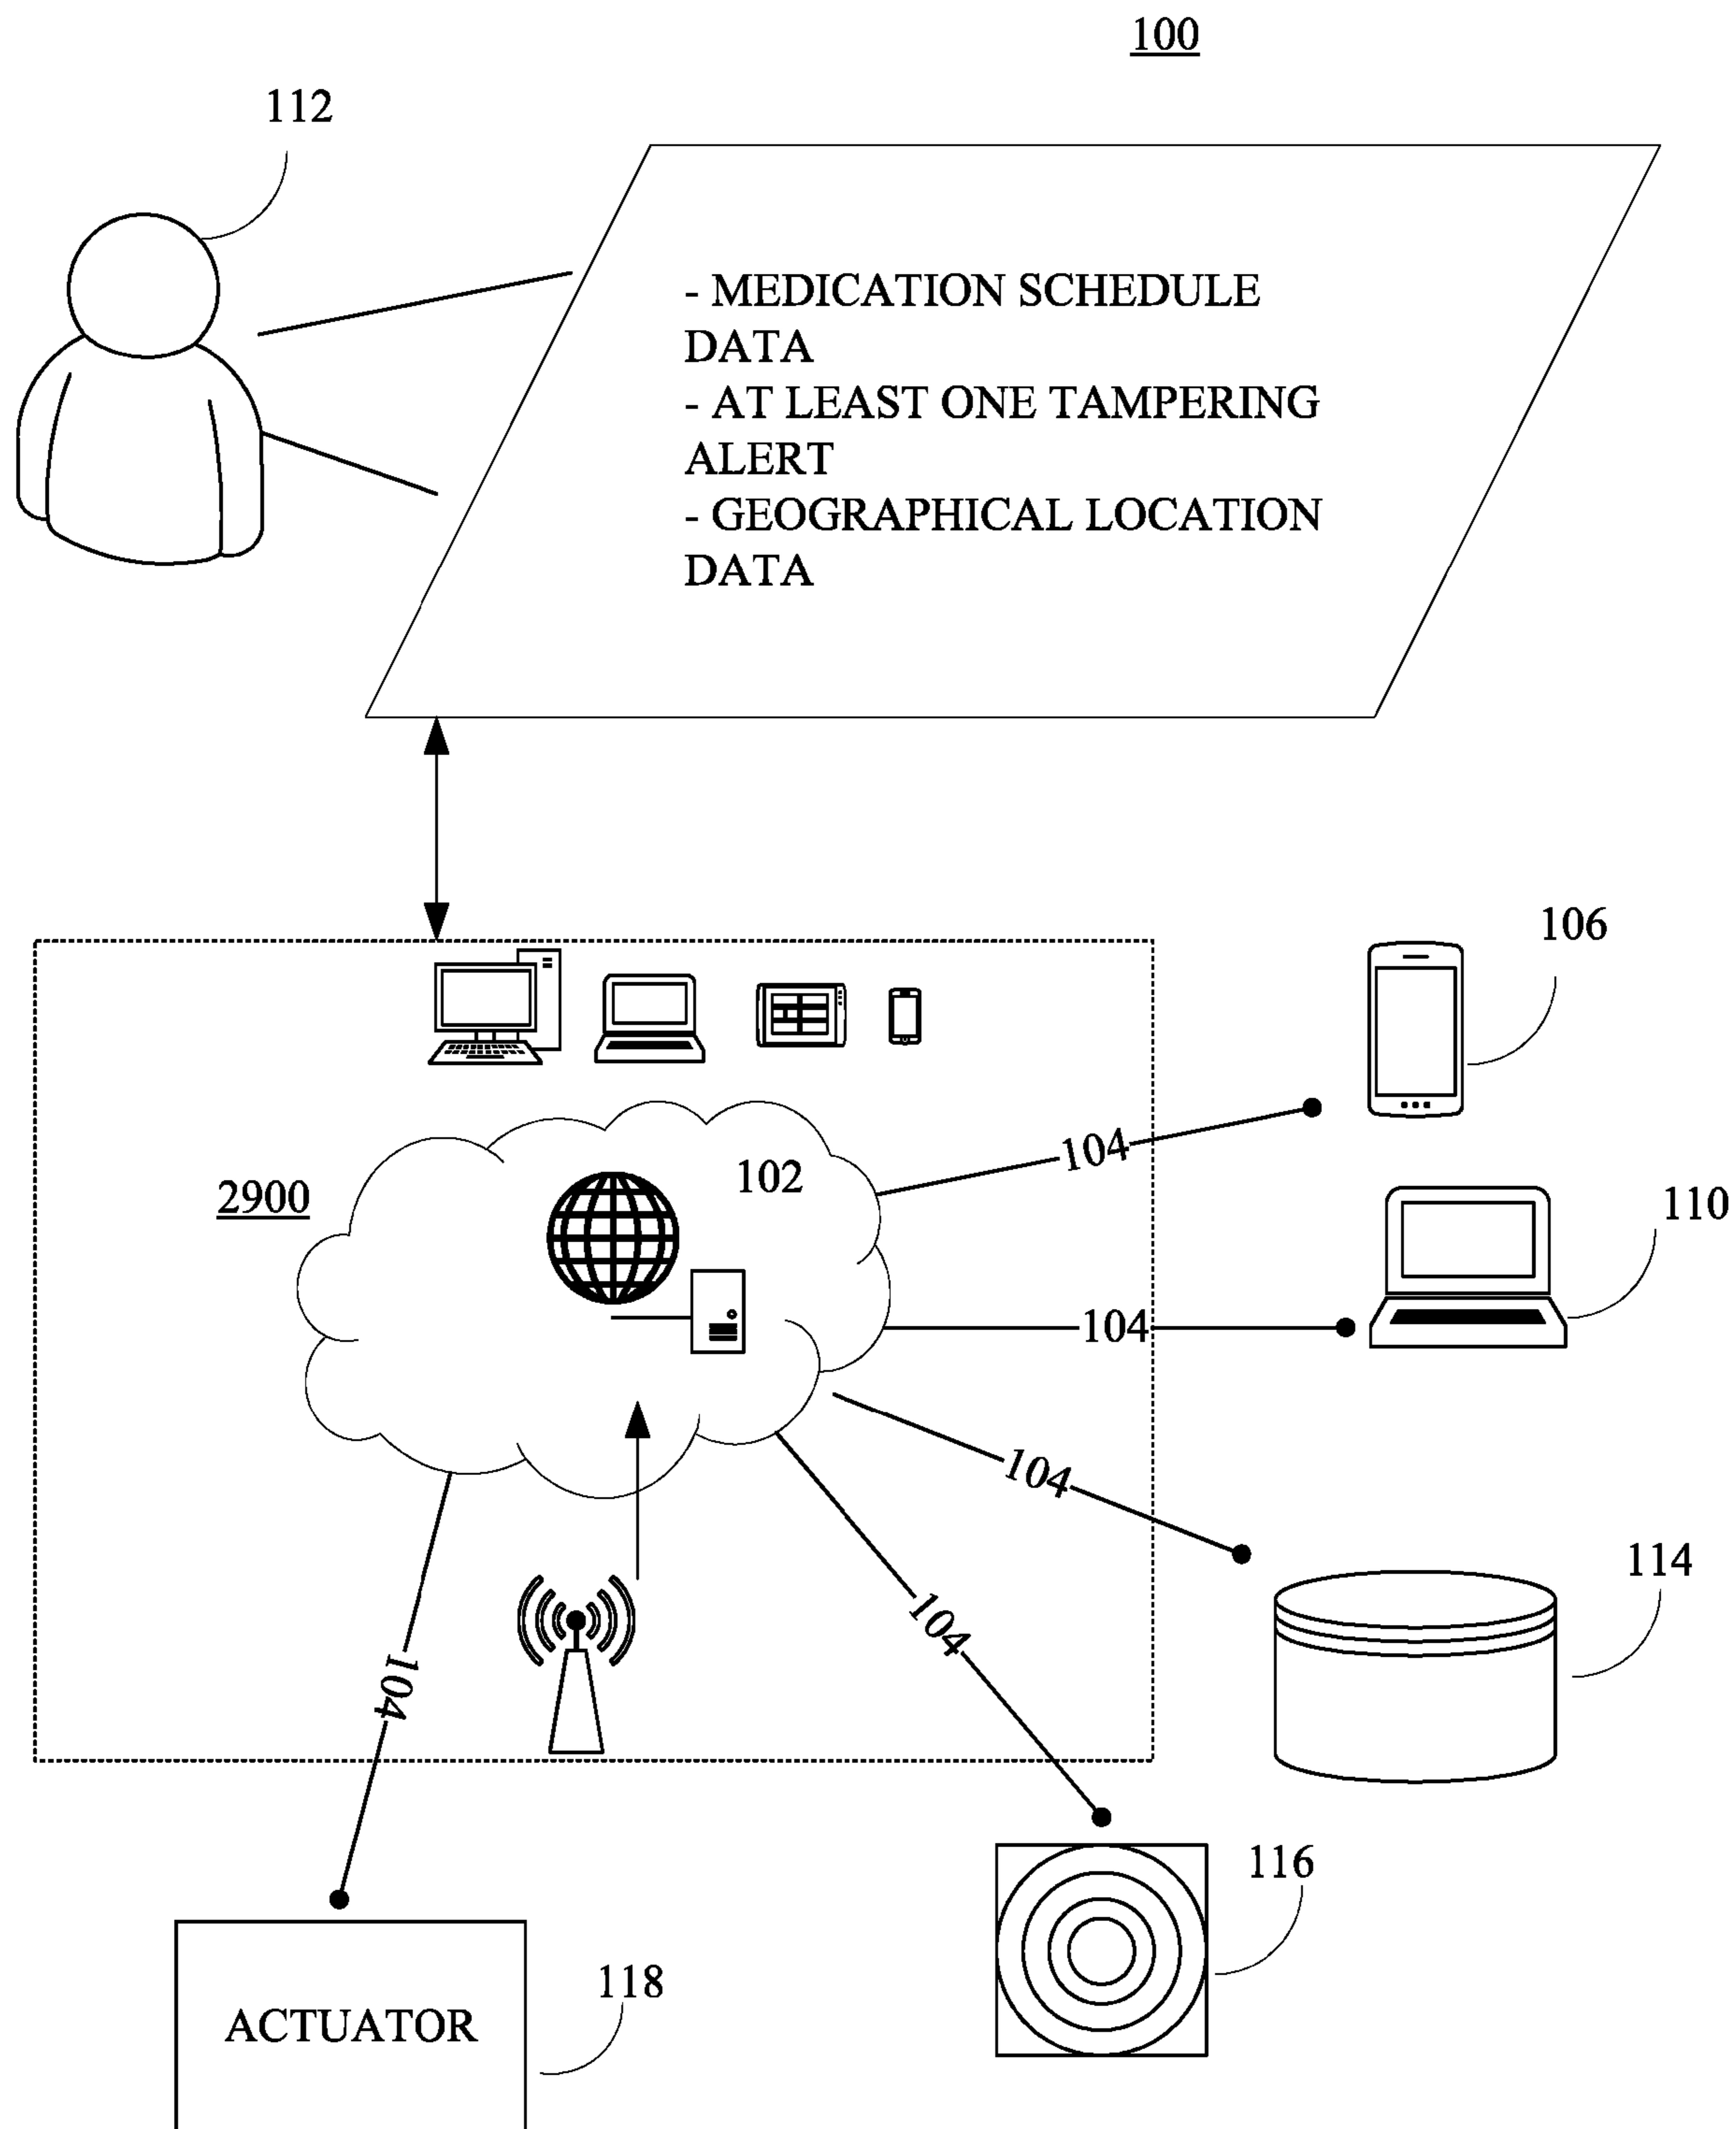 100
112
- MEDICATION SCHEDULE
DATA
- AT LEAST ONE TAMPERING
ALERT
- GEOGRAPHICAL LOCATION
DATA
106
104
102
2900
110
104
104
114
104
104
116
118
ACTUATOR